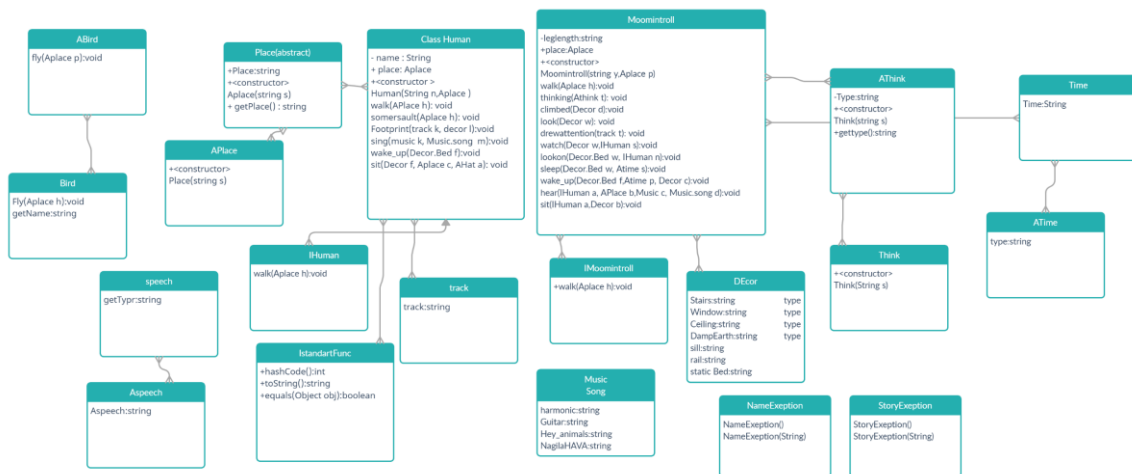 ABird
fly(Aplace p):void
Bird
Fly(Aplace h):void
getName:string
Place(abstract)
+Place:string
+<constructor>
Aplace(string s)
+ getPlace() : string
APlace
+<constructor>
Place(string s)
Class Human
- name : String
+ place: Aplace
+<constructor >
Human(String n,Aplace )
walk(APlace h): void
somersault(Aplace h): void
Footprint(track k, decor l):void
sing(music k, Music.song m):void
wake_up(Decor.Bed f):void
sit(Decor f, Aplace c, AHat a): void
IHuman
walk(Aplace h):void
track
track:string
speech
getTypr:string
Aspeech
Aspeech:string
IstandartFunc
+hashCode():int
+toString():string
+equals(Object obj):boolean
Moomintroll
-leglength:string
+place:Aplace
+<constructor>
Moomintroll(string y,Aplace p)
walk(Aplace h):void
thinking(Athink t): void
climbed(Decor d):void
look(Decor w): void
drewattention(track t): void
watch(Decor w,IHuman s):void
lookon(Decor.Bed w, IHuman n):void
sleep(Decor.Bed w, Atime s):void
wake_up(Decor.Bed f,Atime p, Decor c):void
hear(IHuman a, APlace b,Music c, Music.song d):void
sit(IHuman a,Decor b):void
IMoomintroll
+walk(Aplace h):void
DEcor
Stairs:string type
Window:string type
Ceiling:string type
DampEarth:string type
sill:string
rail:string
static Bed:string
Music
Song
harmonic:string
Guitar:string
Hey_animals:string
NagilaHAVA:string
AThink
-Type:string
+<constructor>
Think(string s)
+gettype():string
Think
+<constructor>
Think(String s)
Time
Time:String
ATime
type:string
NameExeption
NameExeption()
NameExeption(String)
StoryExeption
StoryExeption()
StoryExeption(String)